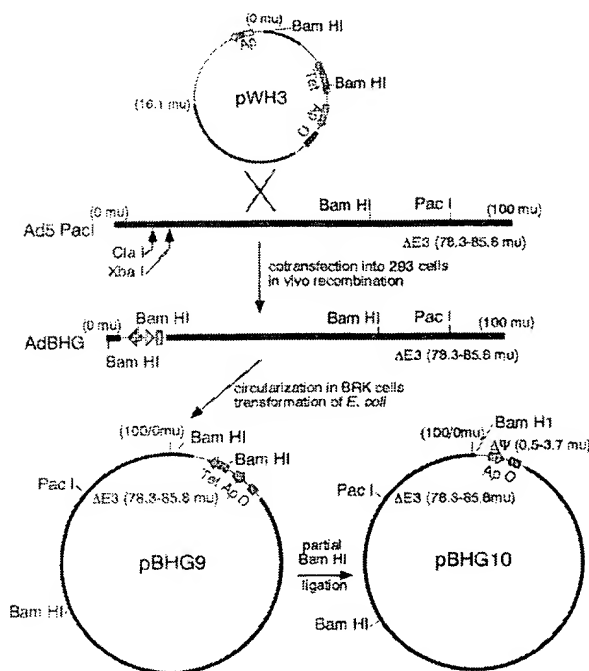 (0 mu)
Bam HI
Ap
Bam HI
Tet
pWH3
(16.1 mu)
Ap O
(0 mu)
Bam HI
Pac I
(100 mu)
Ad5 PacI
Cla I
ΔE3 (78.3-85.8 mu)
Xba I
cotransfection into 293 cells
in vivo recombination
Bam HI
Bam HI
Pac I
(0 mu)
(100 mu)
AdBHG
Bam HI
ΔE3 (78.3-85.8 mu)
circularization in BRK cells
transformation of E. coli
(100/0mu)
Bam HI
Bam HI
Pac I
ΔE3 (78.3-85.8 mu)
Tet Ap O
pBHG9
Bam HI
partial
Bam HI
ligation
Bam H1
(100/0mu)
ΔΨ (0.5-3.7 mu)
Ap O
Pac I
ΔE3 (78.3-85.8mu)
pBHG10
Bam HI